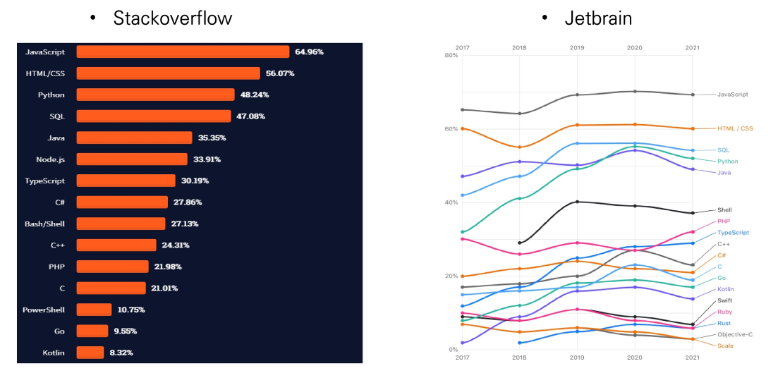 • Stackoverflow
JavaScript 64.96%
HTML/CSS 56.07%
Python 48.24%
SQL 47.08%
Java 35.35%
Node.js 33.91%
TypeScript 30.19%
C# 27.86%
Bash/Shell 27.13%
C++ 24.31%
PHP 21.98%
C 21.01%
PowerShell 10.75%
Go 9.55%
Kotlin 8.32%
• Jetbrain
2017 2018 2019 2020 2021
80%
60%
40%
20%
0%
JavaScript
HTML / CSS
SQL
Python
Java
Shell
PHP
TypeScript
C++
C#
C
Go
Kotlin
Swift
Ruby
Rust
Objective-C
Scala
2017 2018 2019 2020 2021